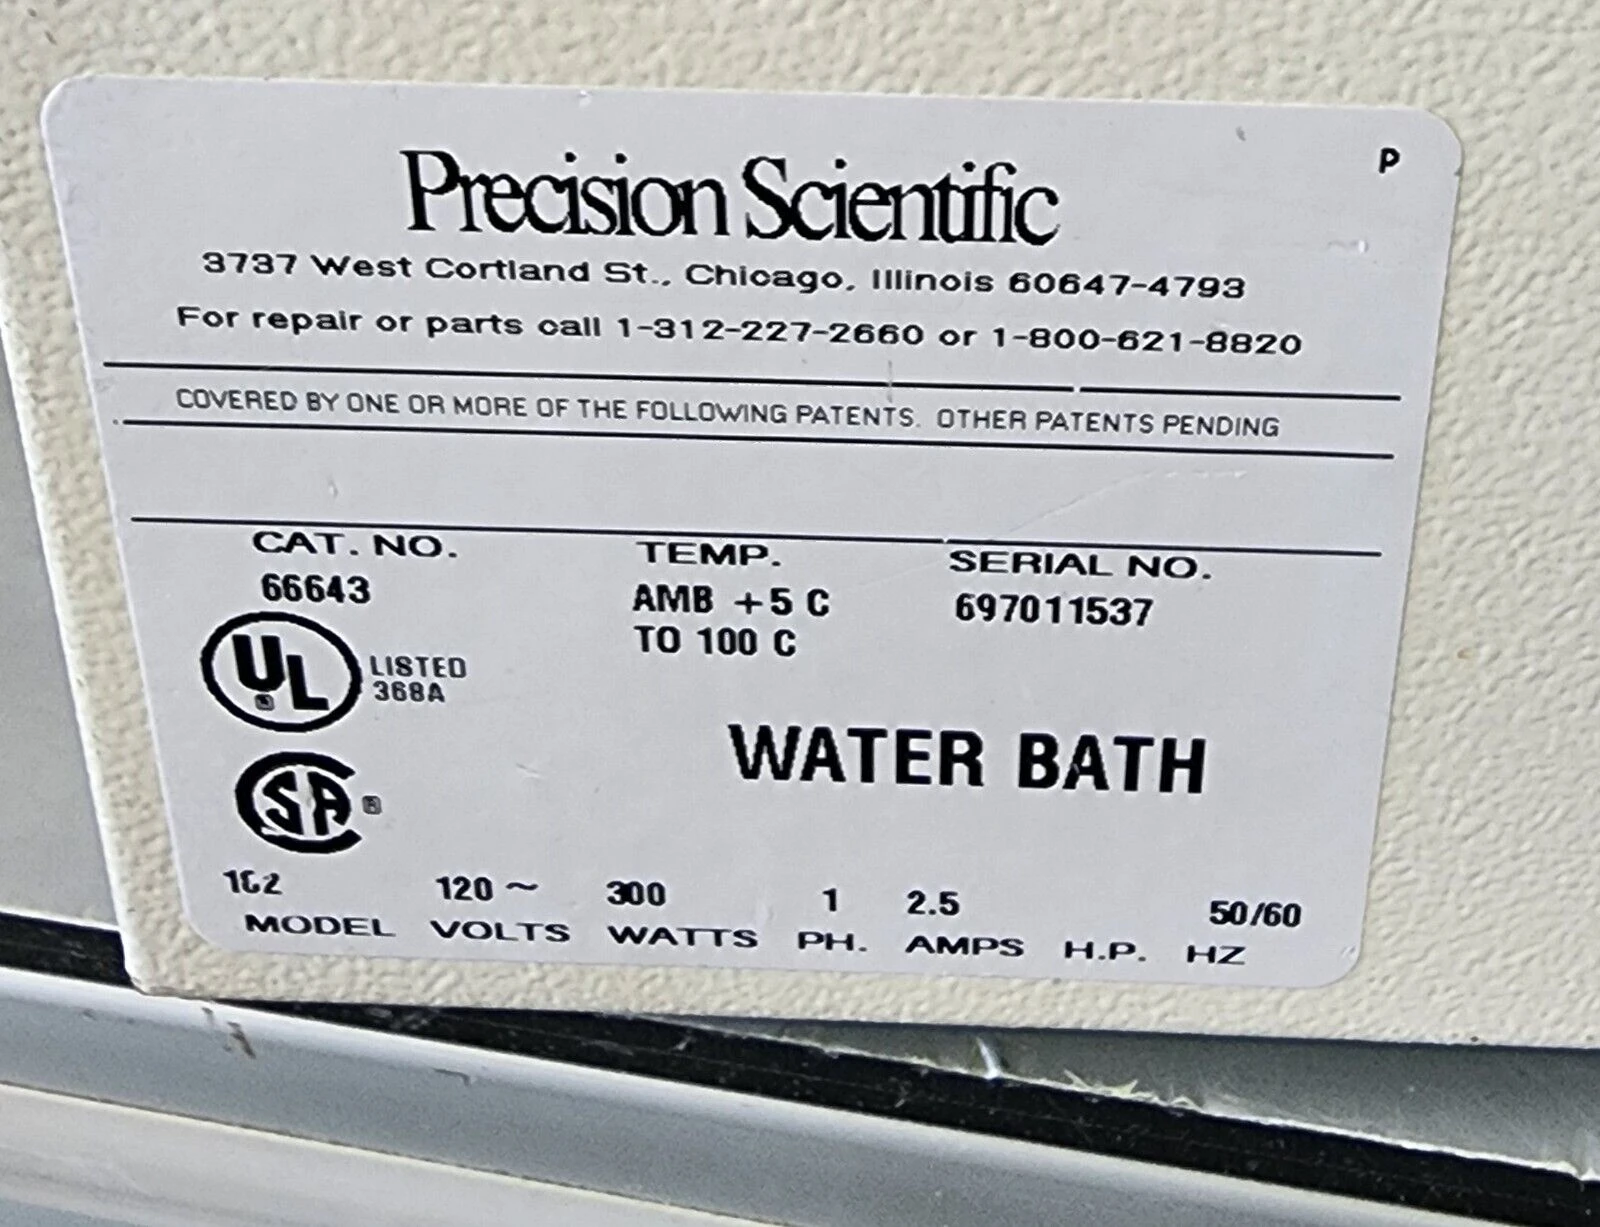 P
Precision Scientific
3737 West Cortland St., Chicago, Illinois 60647-4793
For repair or parts call 1-312-227-2660 or 1-800-621-8820
COVERED BY ONE OR MORE OF THE FOLLOWING PATENTS. OTHER PATENTS PENDING
CAT. NO. TEMP. SERIAL NO.
66643 AMB +5 C 697011537
TO 100 C
UL® LISTED
368A
WATER BATH
CSA®
120~ 300 1 2.5 50/60
MODEL VOLTS WATTS PH. AMPS H.P. HZ